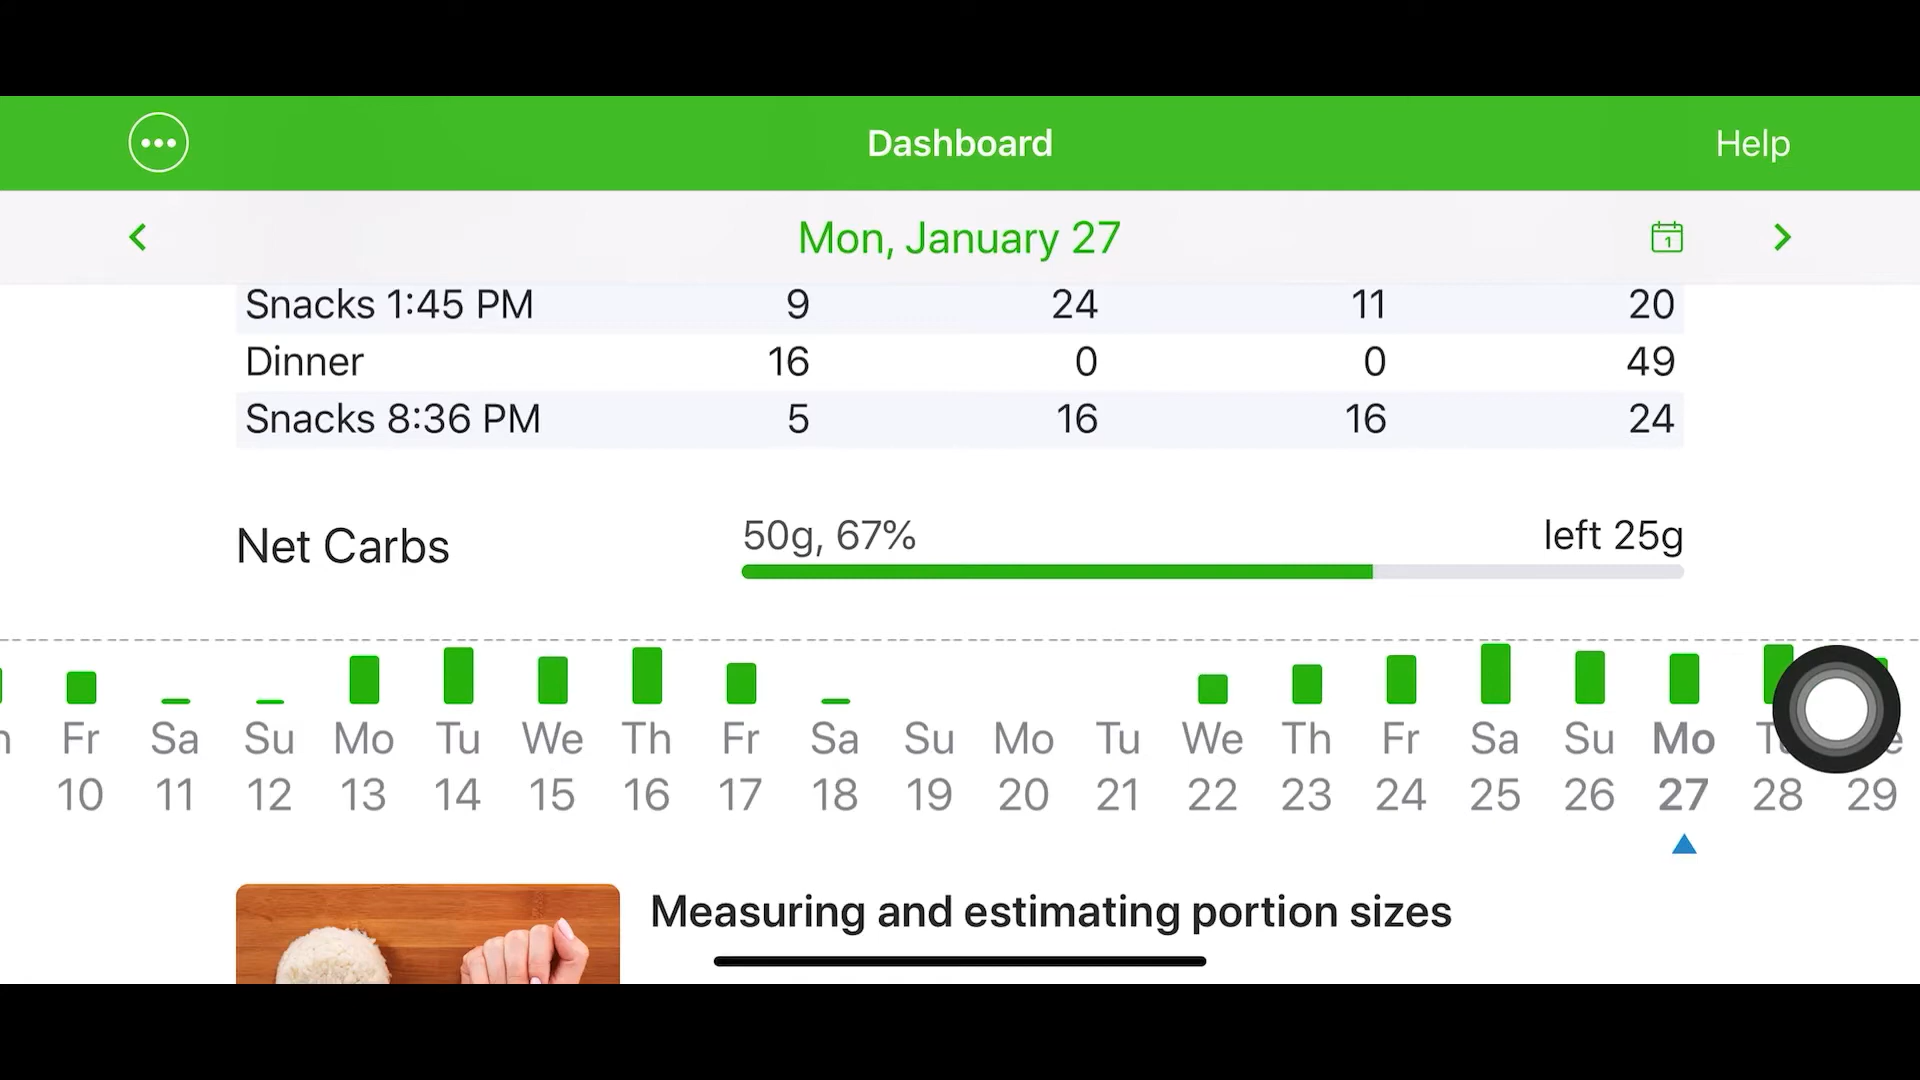 Dashboard
Help
Mon, January 27
1
Snacks 1:45 PM 9 24 11 20
Dinner 16 0 0 49
Snacks 8:36 PM 5 16 16 24
Net Carbs
50g, 67%
left 25g
Fr Sa Su Mo Tu We Th Fr Sa Su Mo Tu We Th Fr Sa Su Mo
10 11 12 13 14 15 16 17 18 19 20 21 22 23 24 25 26 27 28 29
Measuring and estimating portion sizes